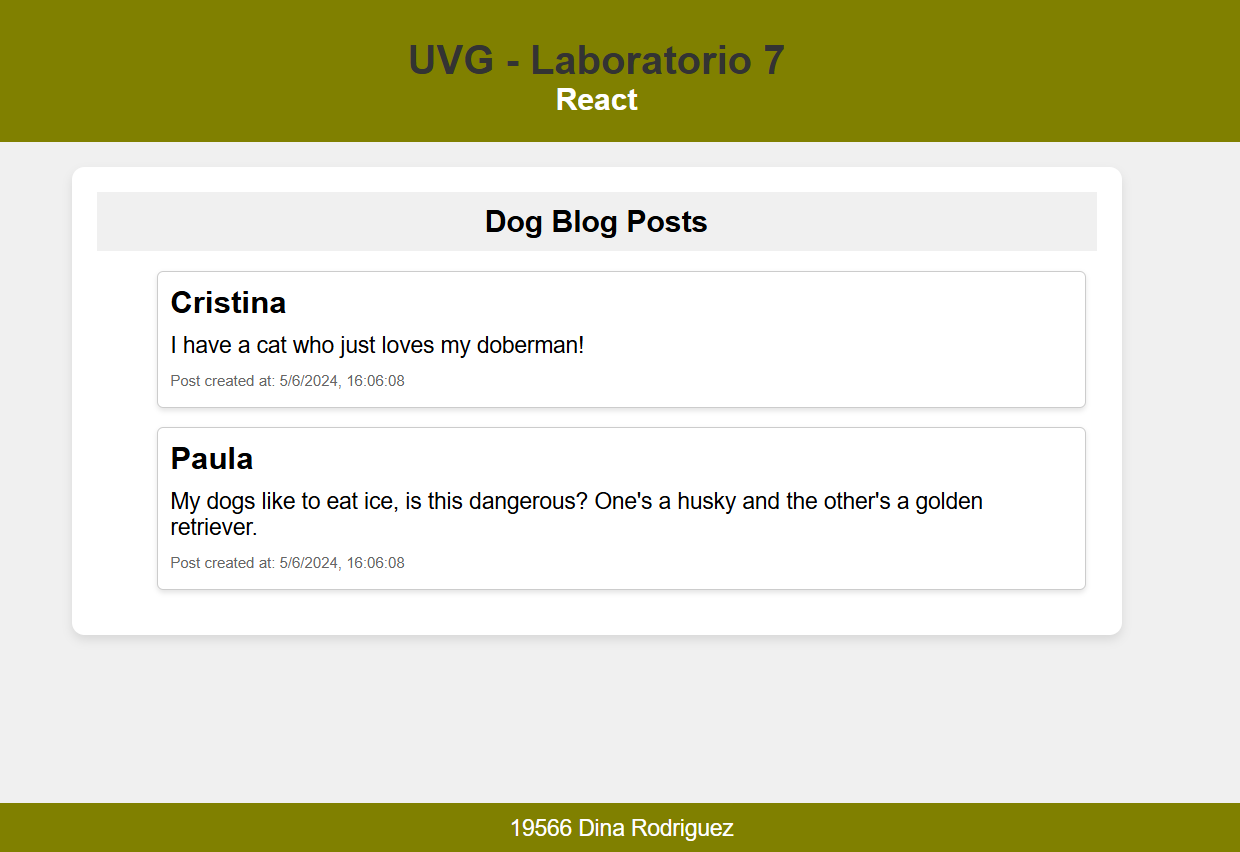 UVG - Laboratorio 7
React
Dog Blog Posts
Cristina
I have a cat who just loves my doberman!
Post created at: 5/6/2024, 16:06:08
Paula
My dogs like to eat ice, is this dangerous? One's a husky and the other's a golden
retriever.
Post created at: 5/6/2024, 16:06:08
19566 Dina Rodriguez